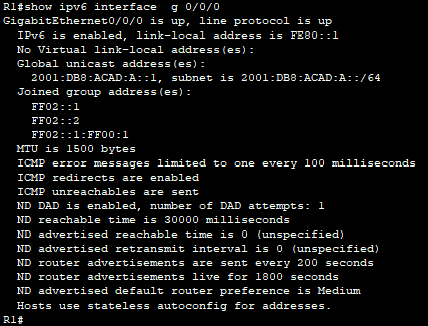 R1#show ipv6 interface  g 0/0/0
GigabitEthernet0/0/0 is up, line protocol is up
  IPv6 is enabled, link-local address is FE80::1
  No Virtual link-local address(es):
  Global unicast address(es):
    2001:DB8:ACAD:A::1, subnet is 2001:DB8:ACAD:A::/64
  Joined group address(es):
    FF02::1
    FF02::2
    FF02::1:FF00:1
  MTU is 1500 bytes
  ICMP error messages limited to one every 100 milliseconds
  ICMP redirects are enabled
  ICMP unreachables are sent
  ND DAD is enabled, number of DAD attempts: 1
  ND reachable time is 30000 milliseconds
  ND advertised reachable time is 0 (unspecified)
  ND advertised retransmit interval is 0 (unspecified)
  ND router advertisements are sent every 200 seconds
  ND router advertisements live for 1800 seconds
  ND advertised default router preference is Medium
  Hosts use stateless autoconfig for addresses.
R1#